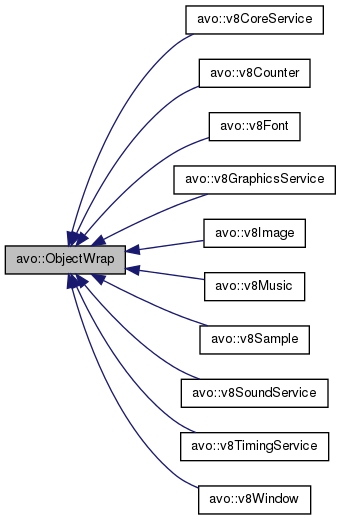 avo::v8CoreService
avo::v8Counter
avo::v8Font
avo::v8GraphicsService
avo::v8Image
avo::ObjectWrap
avo::v8Music
avo::v8Sample
avo::v8SoundService
avo::v8TimingService
avo::v8Window